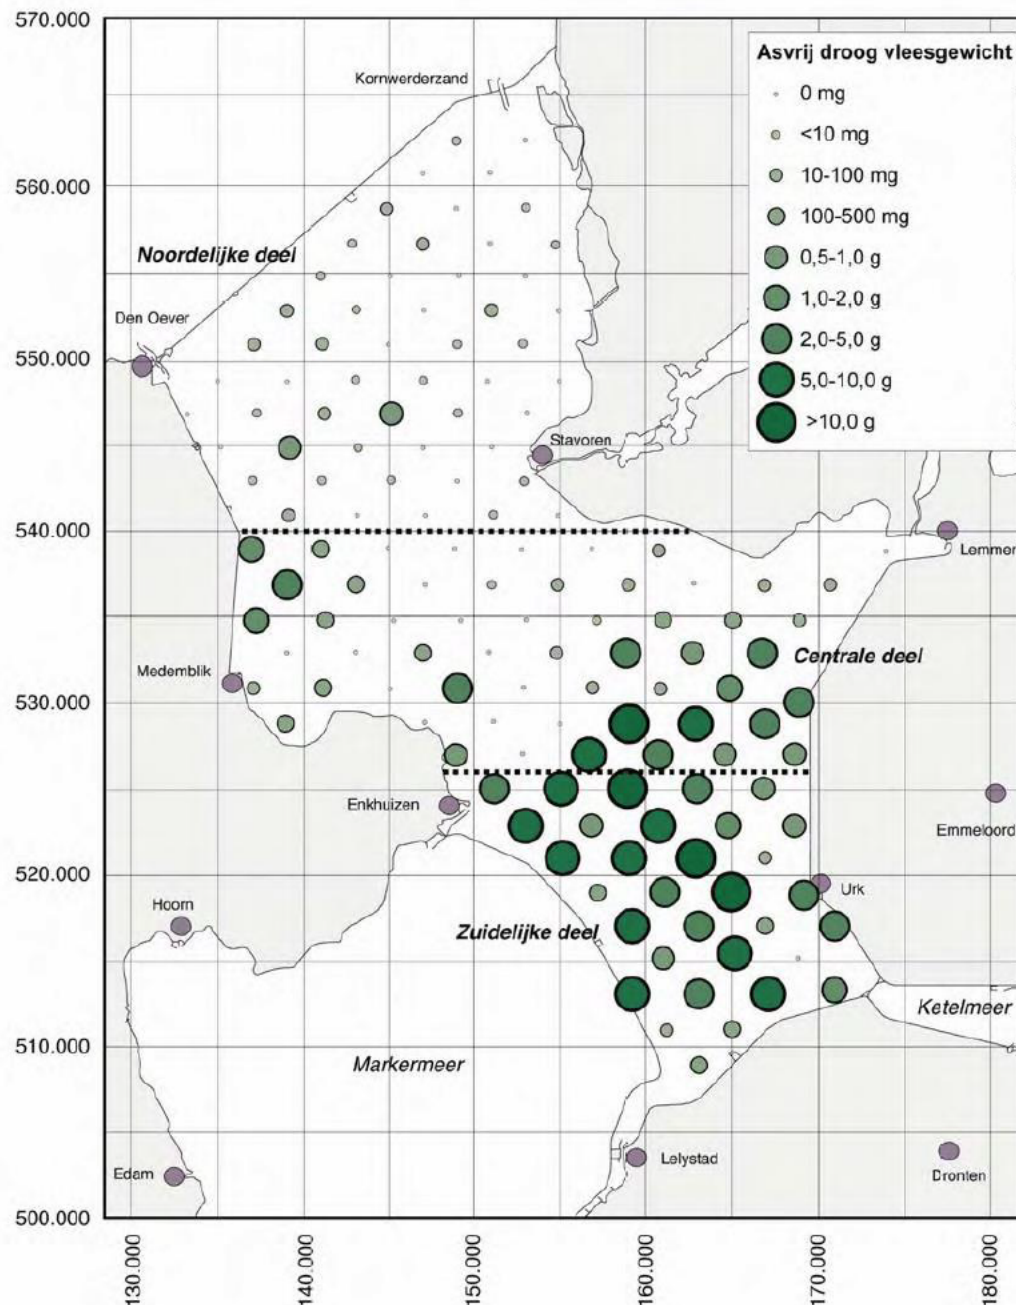 570.000
Asvrij droog vleesgewicht
Kornwerderzand
0 mg
<10 mg
10-100 mg
560.000
100-500 mg
Noordelijke deel
0,5-1,0 g
1,0-2,0 g
Den Oever
2,0-5,0 g
550.000
5,0-10,0 g
>10,0 g
Stavoren
540.000
Lemmer
Centrale deel
Medemblik
530.000
Enkhuizen
Emmeloord
520.000
Urk
Hoorn
Zuidelijke deel
Ketelmeer
Markermeer
510.000
Lelystad
Edam
Dronten
500.000
130.000
140.000
150.000
160.000
170.000
180.000